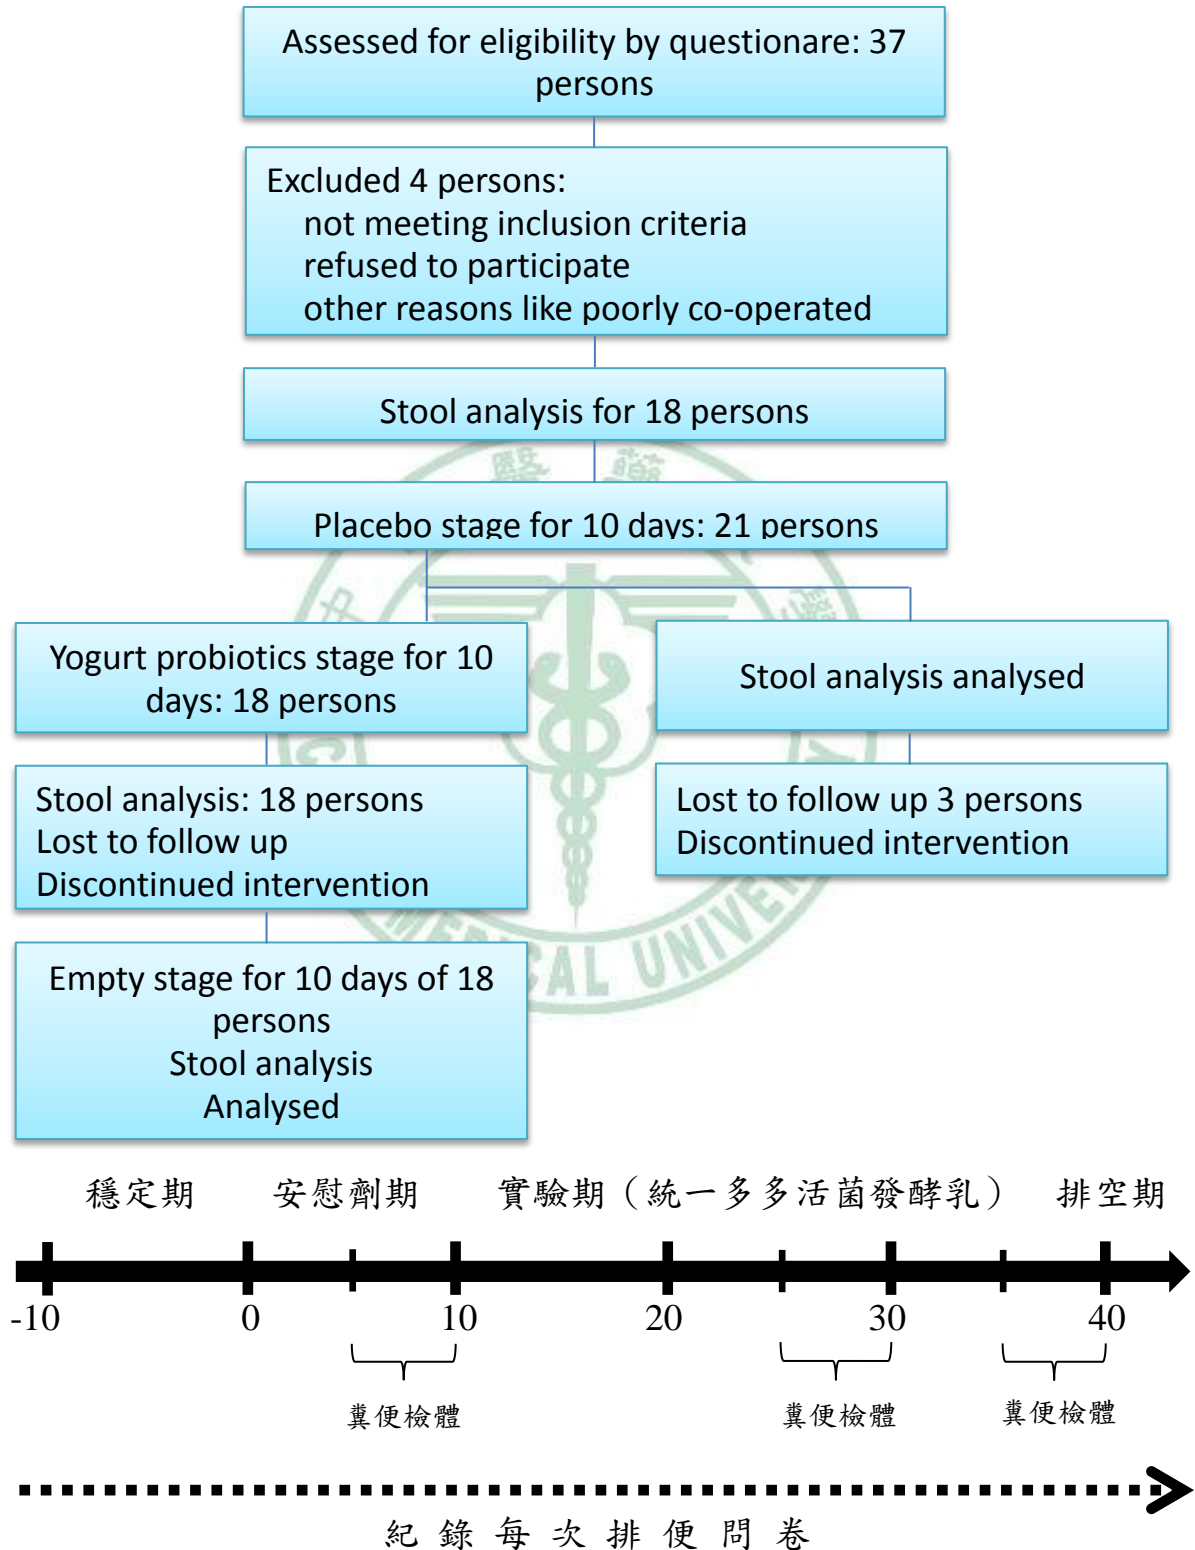 Assessed for eligibility by questionare: 37
persons
Excluded 4 persons:
not meeting inclusion criteria
refused to participate
other reasons like poorly co-operated
Stool analysis for 18 persons
Placebo stage for 10 days: 21 persons
Yogurt probiotics stage for 10
days: 18 persons
Stool analysis analysed
Stool analysis: 18 persons
Lost to follow up
Discontinued intervention
Lost to follow up 3 persons
Discontinued intervention
Empty stage for 10 days of 18
persons
Stool analysis
Analysed
醫 藥
中 學
MEDICAL UNIVER
穩定期 安慰劑期 實驗期（統一多多活菌發酵乳） 排空期
-10 0 10 20 30 40
糞便檢體 糞便檢體 糞便檢體
紀錄每次排便問卷